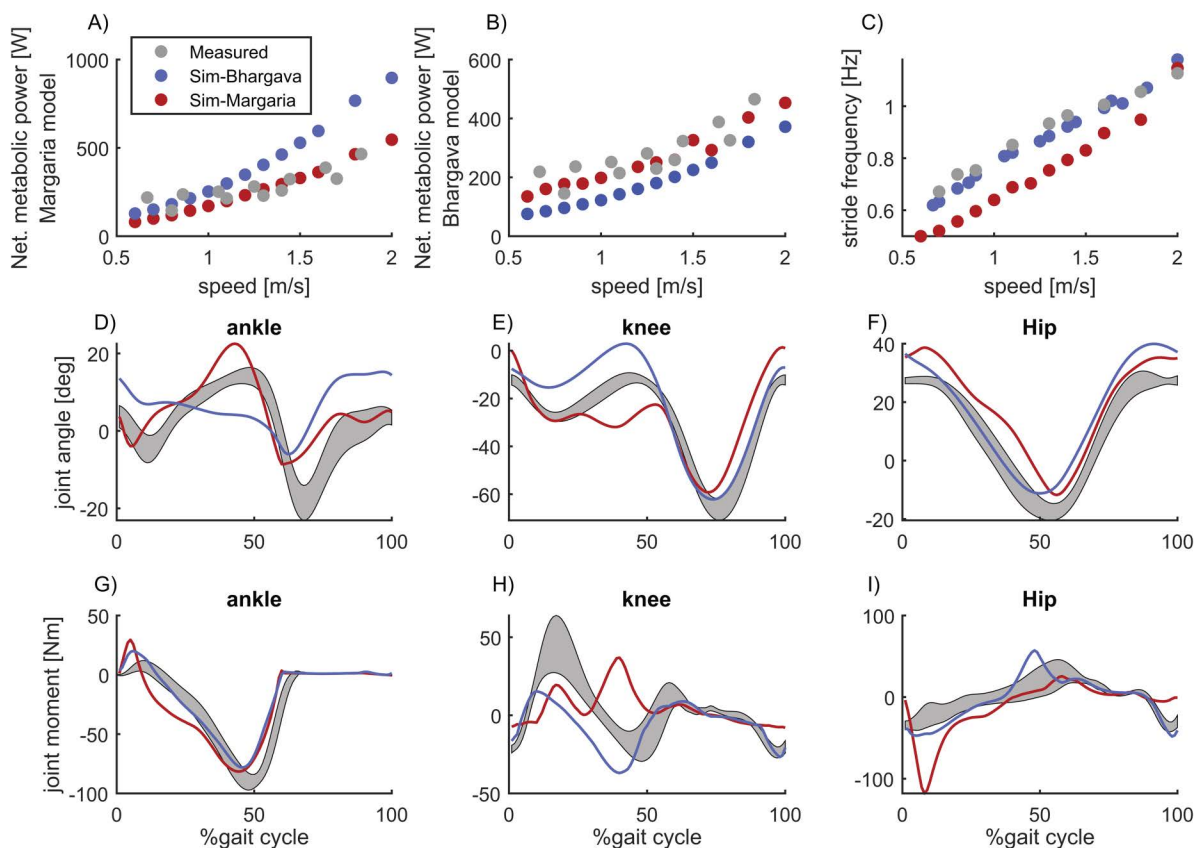 A)
B)
C)
Net. metabolic power [W]
Margaria model
1000
500
0
Measured
Sim-Bhargava
Sim-Margaria
0.5 1 1.5 2
speed [m/s]
Net. metabolic power [W]
Bhargava model
600
400
200
0
0.5 1 1.5 2
speed [m/s]
stride frequency [Hz]
1
0.8
0.6
1 1.5 2
speed [m/s]
D) ankle
joint angle [deg]
20
0
-20
0 50 100
E) knee
0
-20
-40
-60
0 50 100
F) Hip
40
20
0
-20
0 50 100
G) ankle
joint moment [Nm]
50
0
-50
-100
0 50 100
%gait cycle
H) knee
50
0
-50
0 50 100
%gait cycle
I) Hip
100
0
-100
0 50 100
%gait cycle